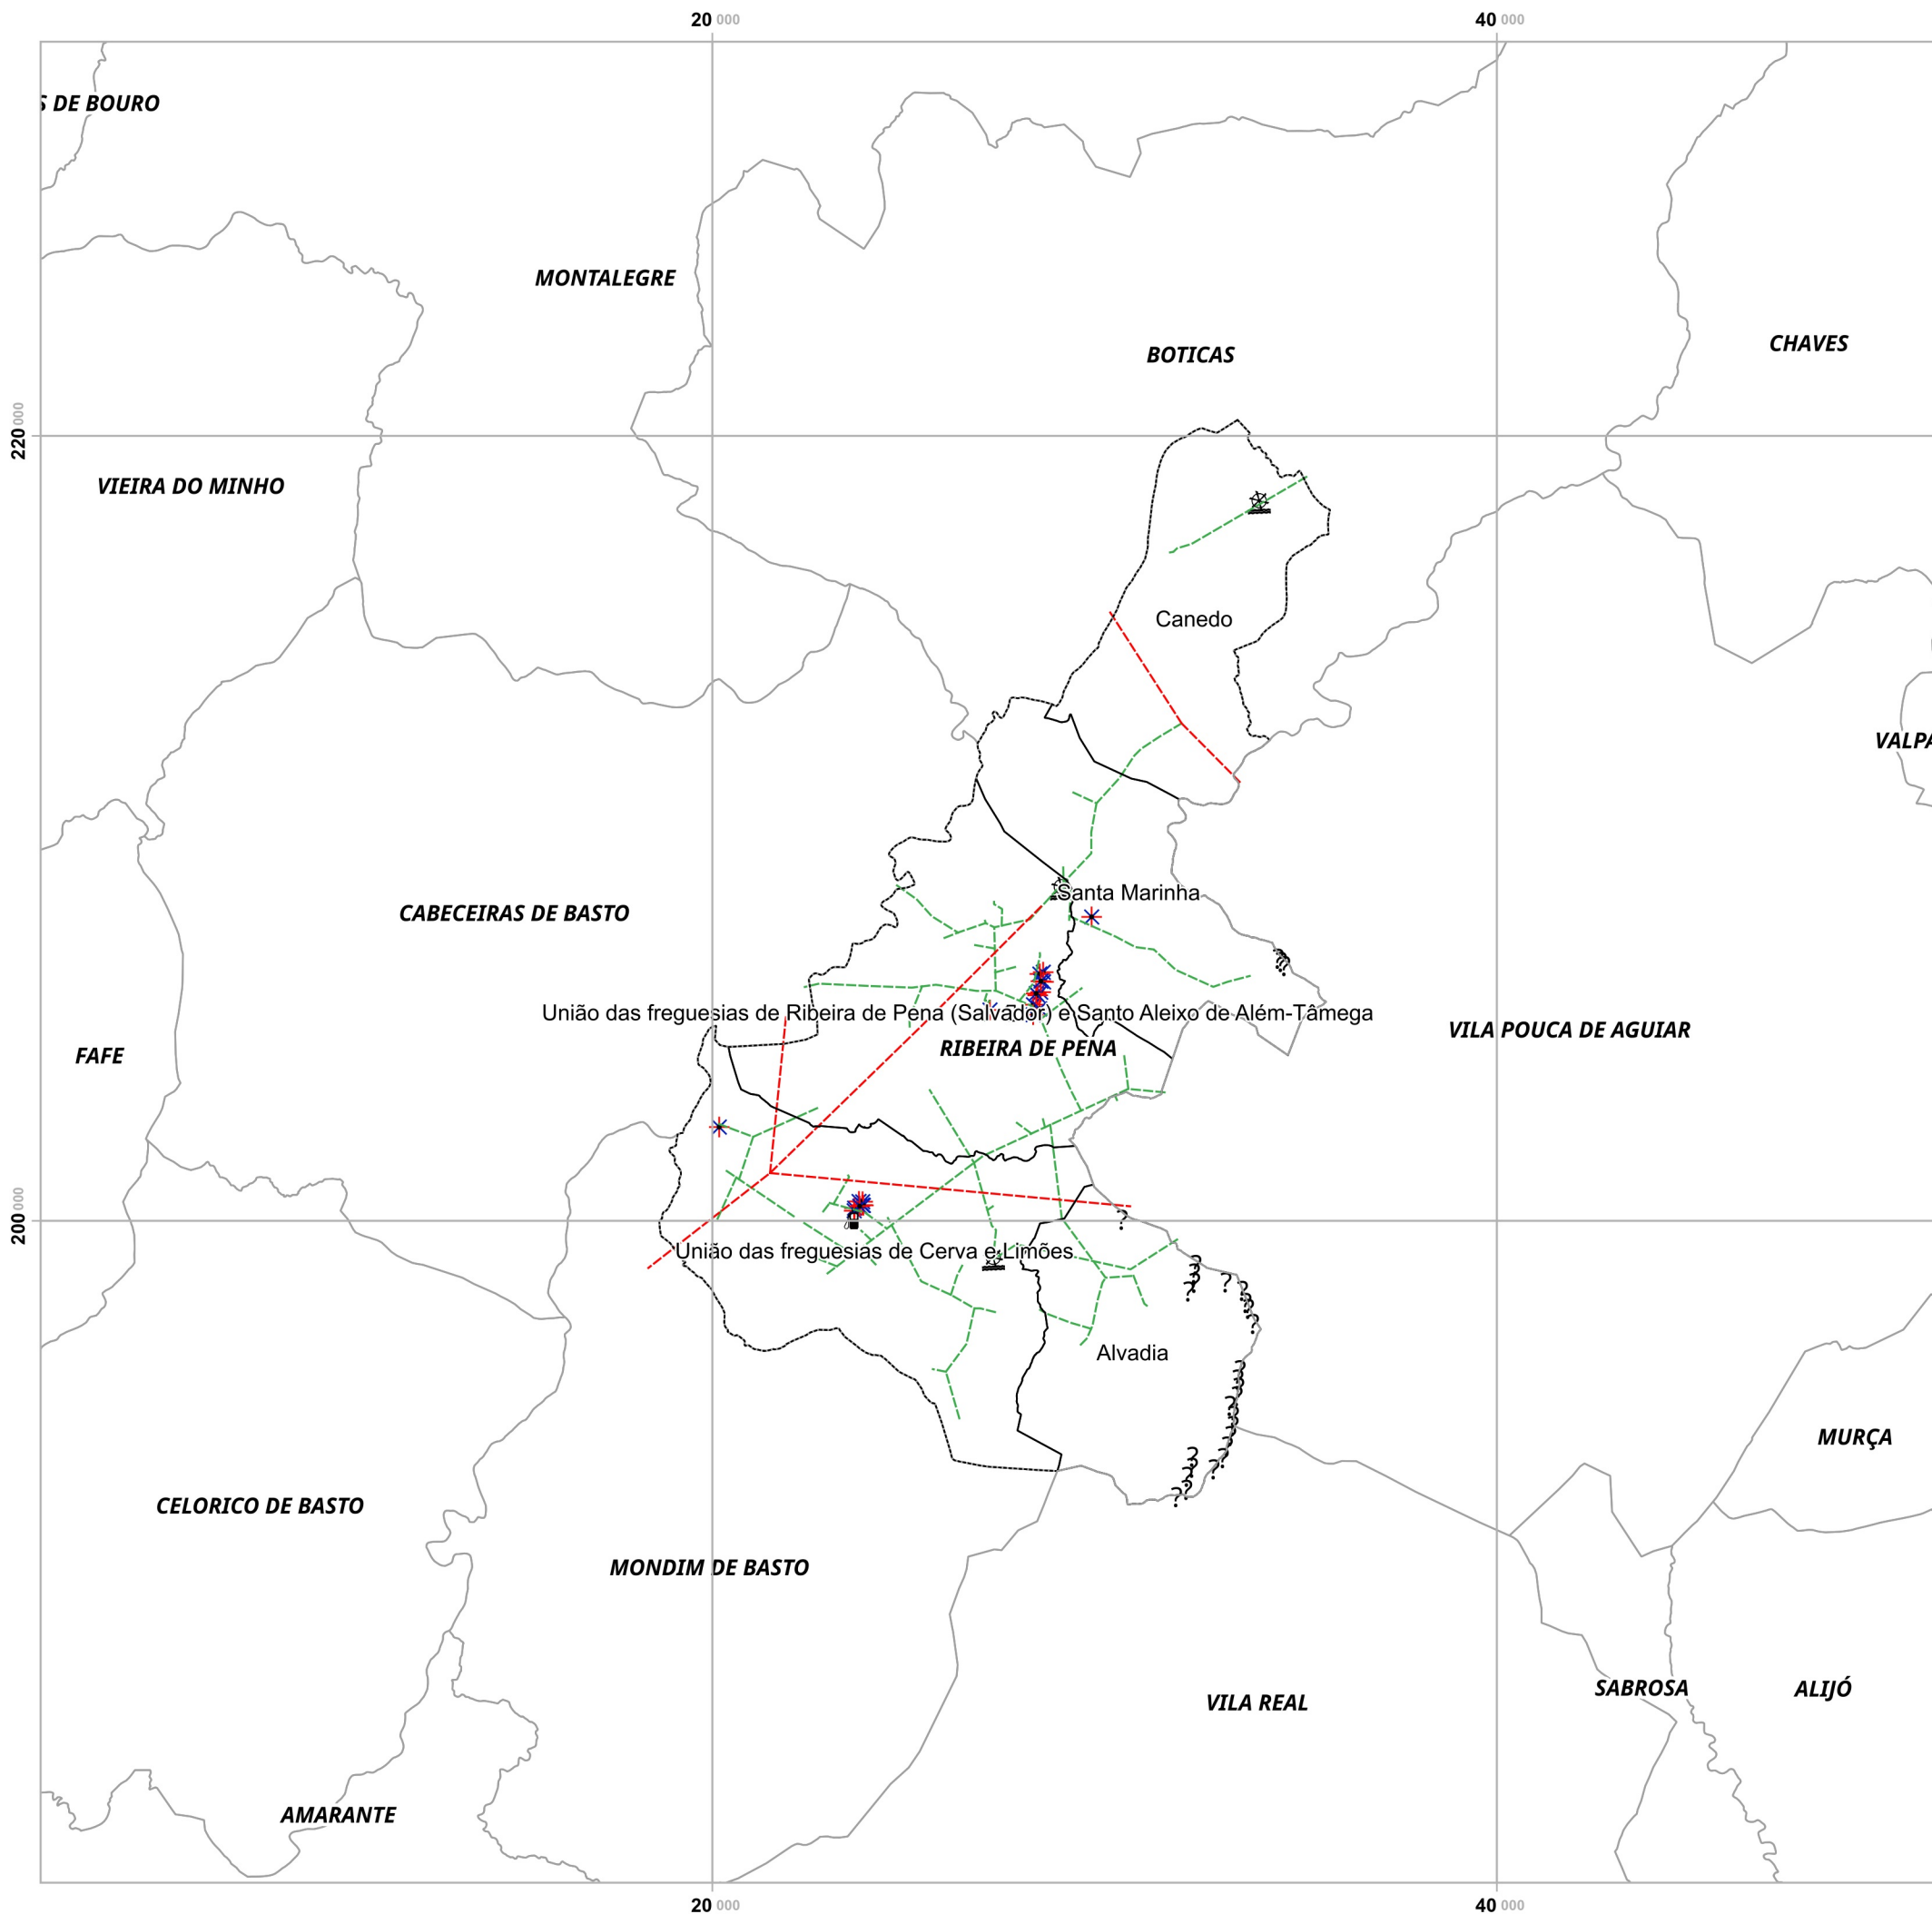 20 000
40 000
S DE BOURO
MONTALEGRE
CHAVES
BOTICAS
220 000
VIEIRA DO MINHO
Canedo
VALPA
Santa Marinha
CABECEIRAS DE BASTO
União das freguesias de Ribeira de Pena (Salvador) e Santo Aleixo de Além-Tâmega
VILA POUCA DE AGUIAR
RIBEIRA DE PENA
FAFE
200 000
União das freguesias de Cerva e Limões
Alvadia
MURÇA
CELORICO DE BASTO
MONDIM DE BASTO
SABROSA
ALIJÓ
VILA REAL
AMARANTE
20 000
40 000